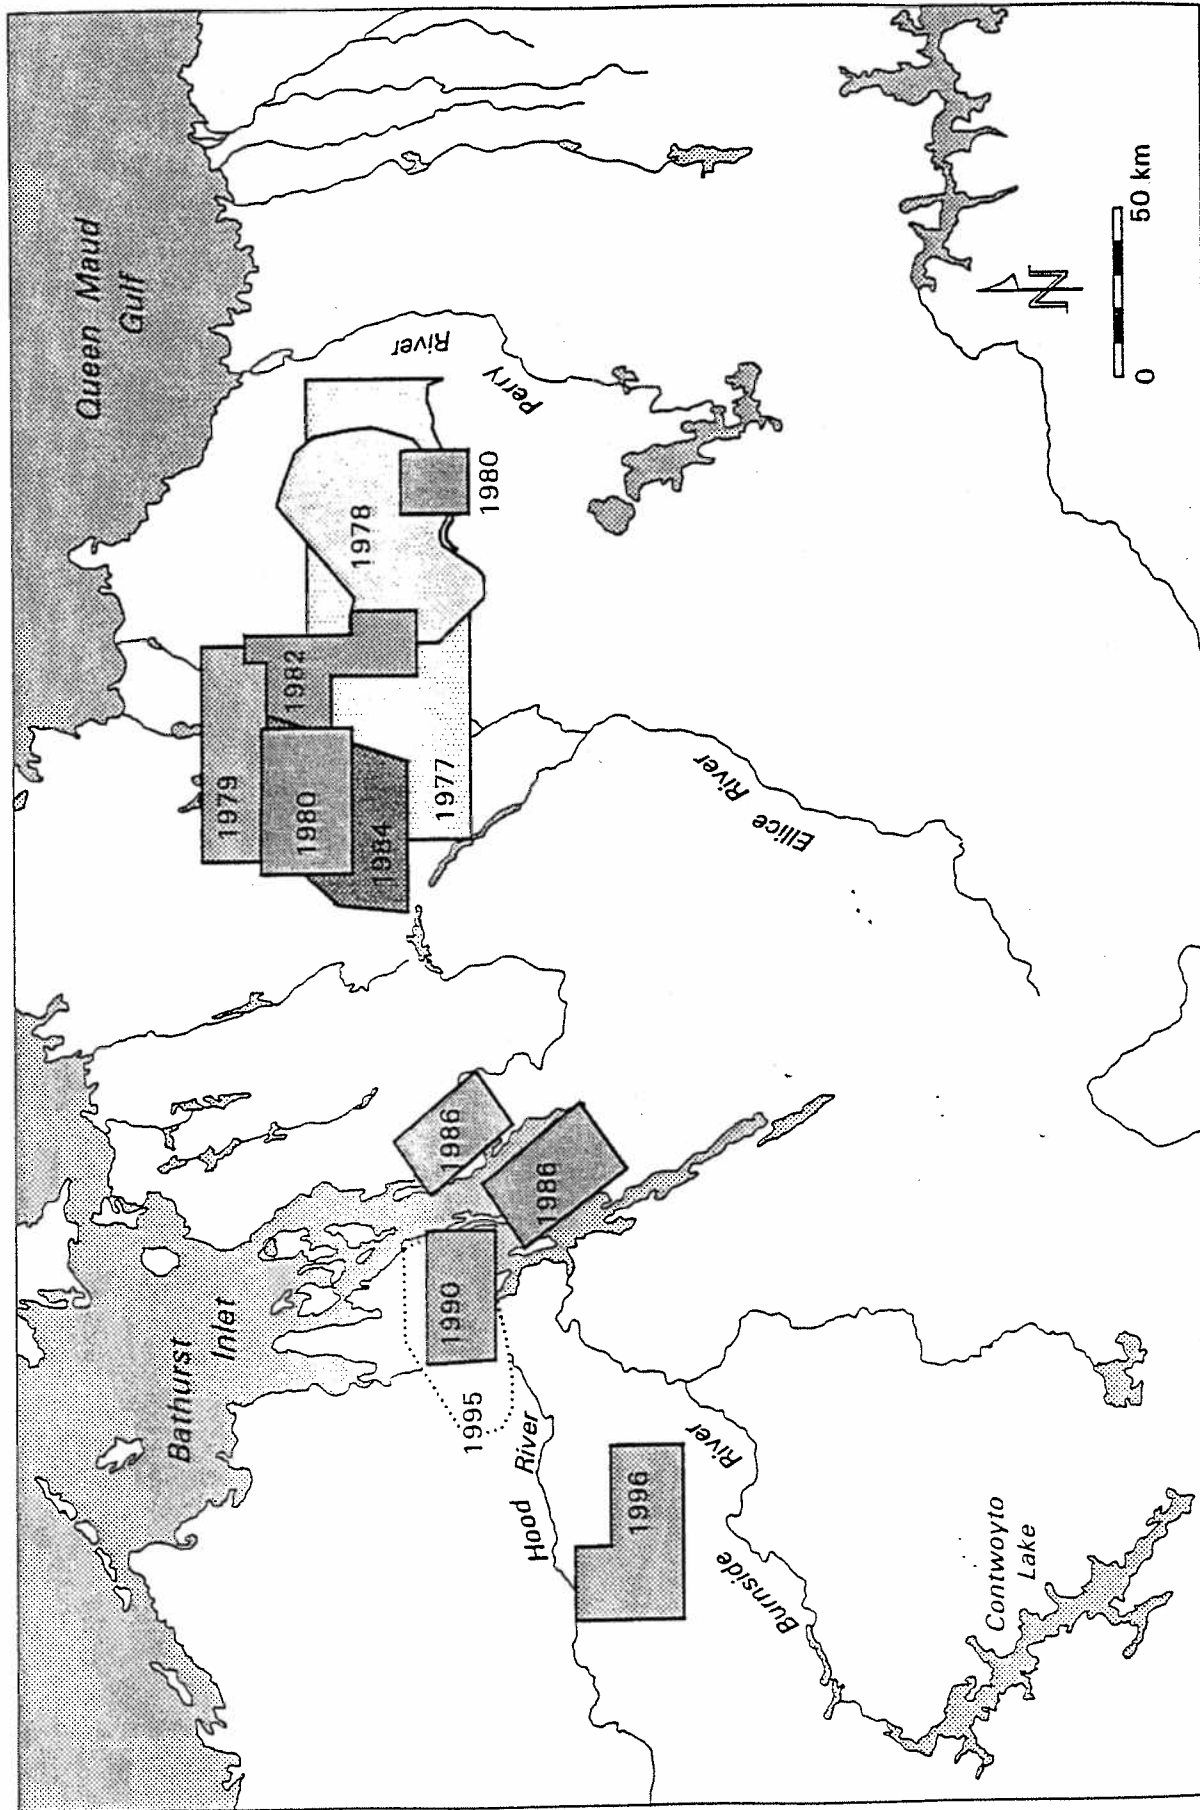 Queen Maud
Gulf
Bathurst
Inlet
1979
1982
1980
1984
1977
1978
1980
Perry
River
Ellice River
1986
1986
1990
1995
Hood River
1996
Burnside River
Contwoyto
Lake
N
0 50 km